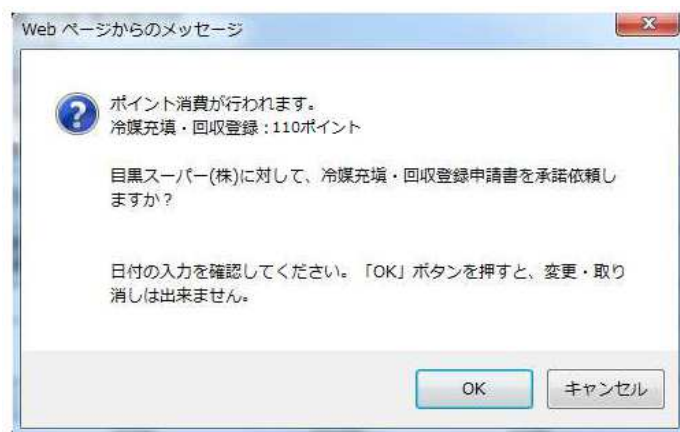 Web ページからのメッセージ
ポイント消費が行われます。
冷媒充填・回収登録：110ポイント
目黒スーパー(株)に対して、冷媒充塡・回収登録申請書を承諾依頼し
ますか？
日付の入力を確認してください。「OK」ボタンを押すと、変更・取り
消しは出来ません。
OK
キャンセル